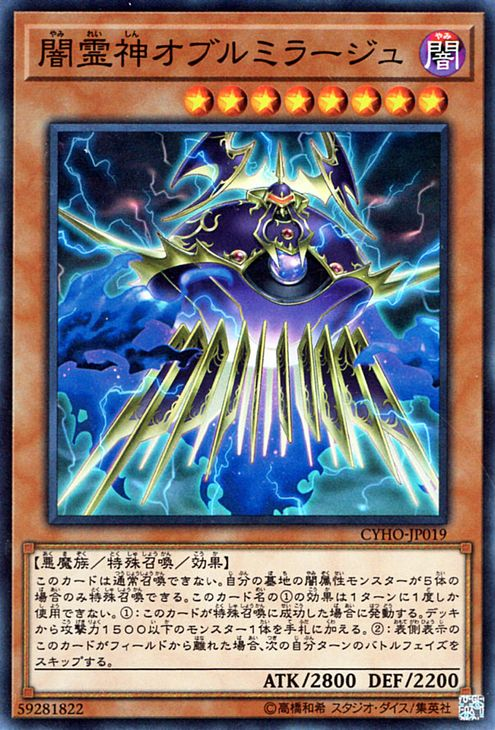 闇霊神オブルミラージュ
闇
CYHO-JP019
【悪魔族／特殊召喚／効果】
このカードは通常召喚できない。自分の墓地の闇属性モンスターが5体の
場合のみ特殊召喚できる。このカード名の①の効果は1ターンに1度しか
使用できない。①：このカードが特殊召喚に成功した場合に発動する。デッキ
から攻撃力1500以下のモンスター1体を手札に加える。②：表側表示の
このカードがフィールドから離れた場合、次の自分ターンのバトルフェイズを
スキップする。
ATK/2800 DEF/2200
59281822 ©高橋和希 スタジオ・ダイス/集英社